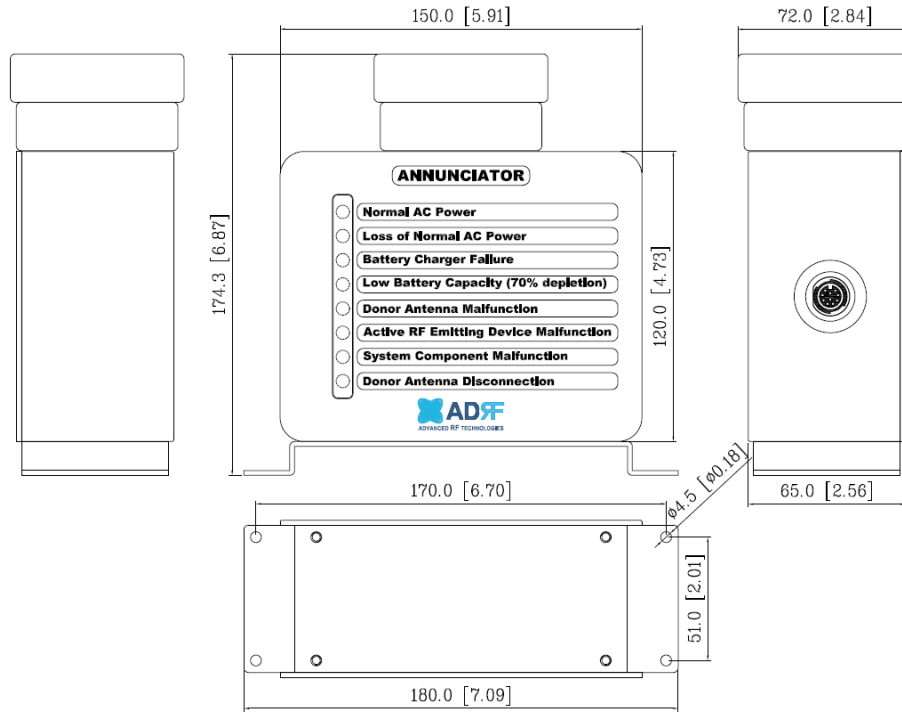 150.0 [5.91]
72.0 [2.84]
174.3 [6.87]
ANNUNCIATOR
Normal AC Power
Loss of Normal AC Power
Battery Charger Failure
Low Battery Capacity (70% depletion)
Donor Antenna Malfunction
Active RF Emitting Device Malfunction
System Component Malfunction
Donor Antenna Disconnection
120.0 [4.73]
ADRF
ADVANCED RF TECHNOLOGIES
170.0 [6.70]
ø4.5 [ø0.18]
65.0 [2.56]
51.0 [2.01]
180.0 [7.09]